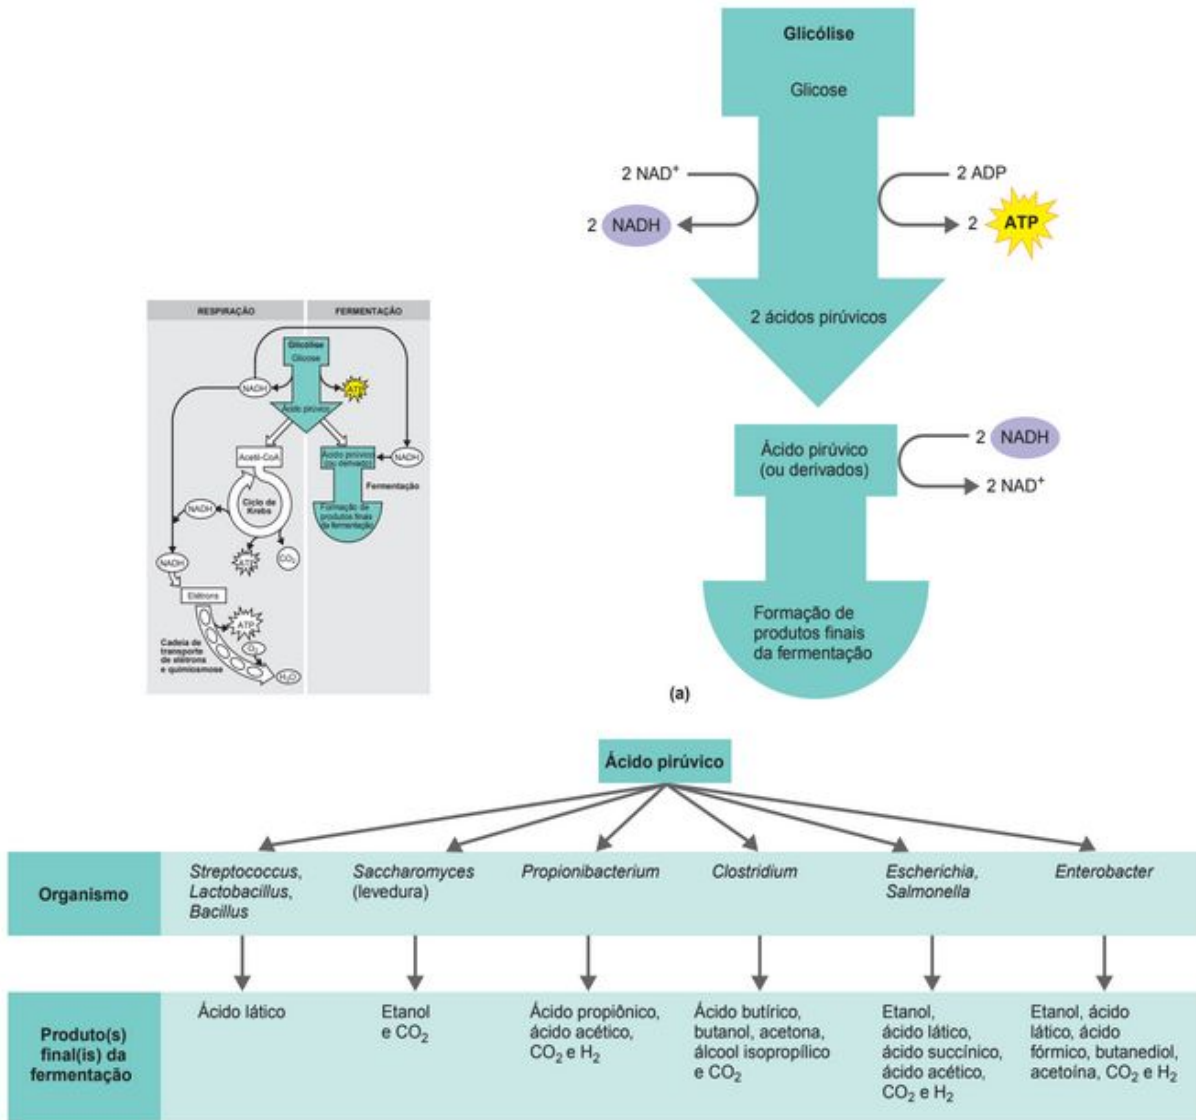 Glicólise
Glicose
2 NAD⁺
2 NADH
2 ADP
2 ATP
2 ácidos pirúvicos
Ácido pirúvico
(ou derivados)
2 NADH
2 NAD⁺
Formação de
produtos finais
da fermentação
(a)
RESPIRAÇÃO
FERMENTAÇÃO
Glicólise
Glicose
NADH
ATP
Ácido pirúvico
Acetil-CoA
Ácido pirúvico
(ou derivado)
NADH
Fermentação
Ciclo de
Krebs
NADH
Formação de
produtos finais
da fermentação
ATP
CO₂
NADH
Elétrons
ATP
Cadeia de
transporte
de elétrons
e quimiosmose
O₂
H₂O
Ácido pirúvico
Organismo
Streptococcus,
Lactobacillus,
Bacillus
Saccharomyces
(levedura)
Propionibacterium
Clostridium
Escherichia,
Salmonella
Enterobacter
Produto(s)
final(is) da
fermentação
Ácido lático
Etanol
e CO₂
Ácido propiônico,
ácido acético,
CO₂ e H₂
Ácido butírico,
butanol, acetona,
álcool isopropílico
e CO₂
Etanol,
ácido lático,
ácido succínico,
ácido acético,
CO₂ e H₂
Etanol, ácido
lático, ácido
fórmico, butanediol,
acetoína, CO₂ e H₂